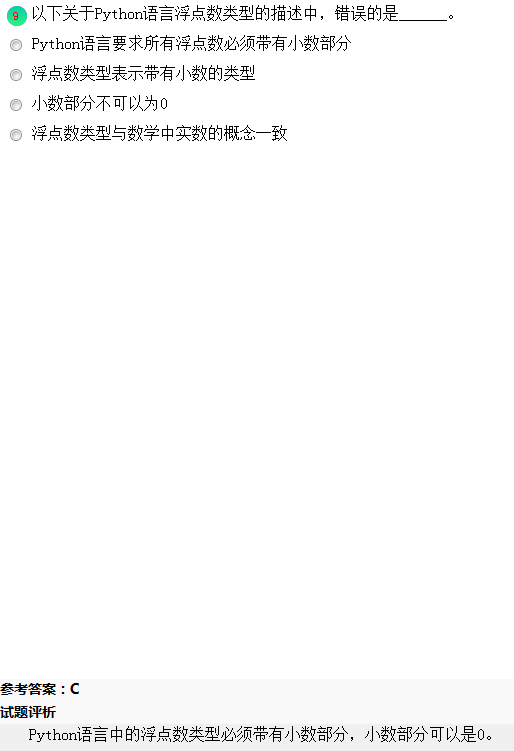 9 以下关于Python语言浮点数类型的描述中，错误的是______。
Python语言要求所有浮点数必须带有小数部分
浮点数类型表示带有小数的类型
小数部分不可以为0
浮点数类型与数学中实数的概念一致
参考答案：C
试题评析
Python语言中的浮点数类型必须带有小数部分，小数部分可以是0。